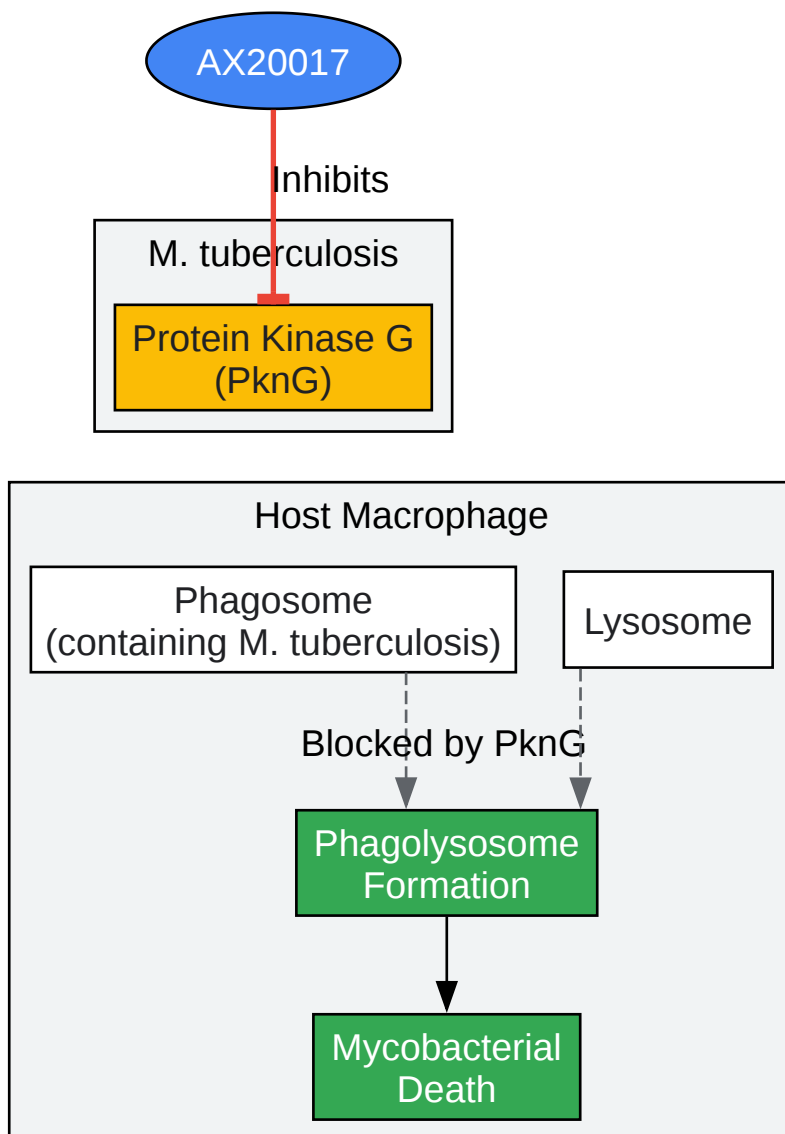 AX20017
Inhibits
M. tuberculosis
Protein Kinase G
(PknG)
Host Macrophage
Phagosome
(containing M. tuberculosis)
Lysosome
Blocked by PknG
Phagolysosome
Formation
Mycobacterial
Death